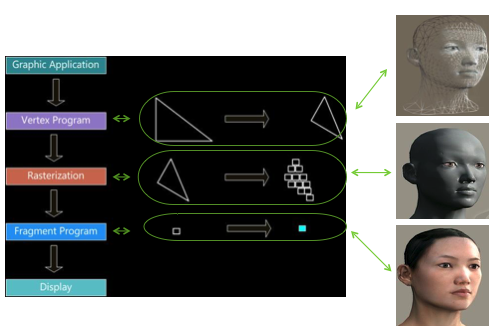 Graphic Application
Vertex Program
Rasterization
Fragment Program
Display